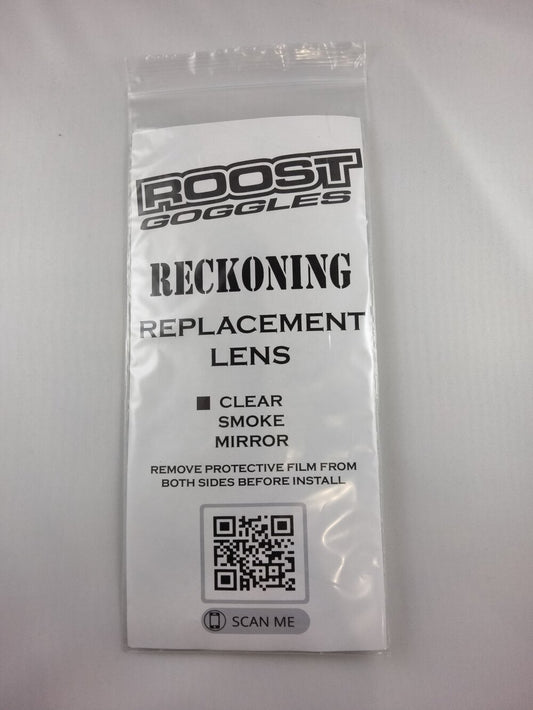 ROOST
GOGGLES
RECKONING
REPLACEMENT
LENS
CLEAR
SMOKE
MIRROR
REMOVE PROTECTIVE FILM FROM
BOTH SIDES BEFORE INSTALL
SCAN ME